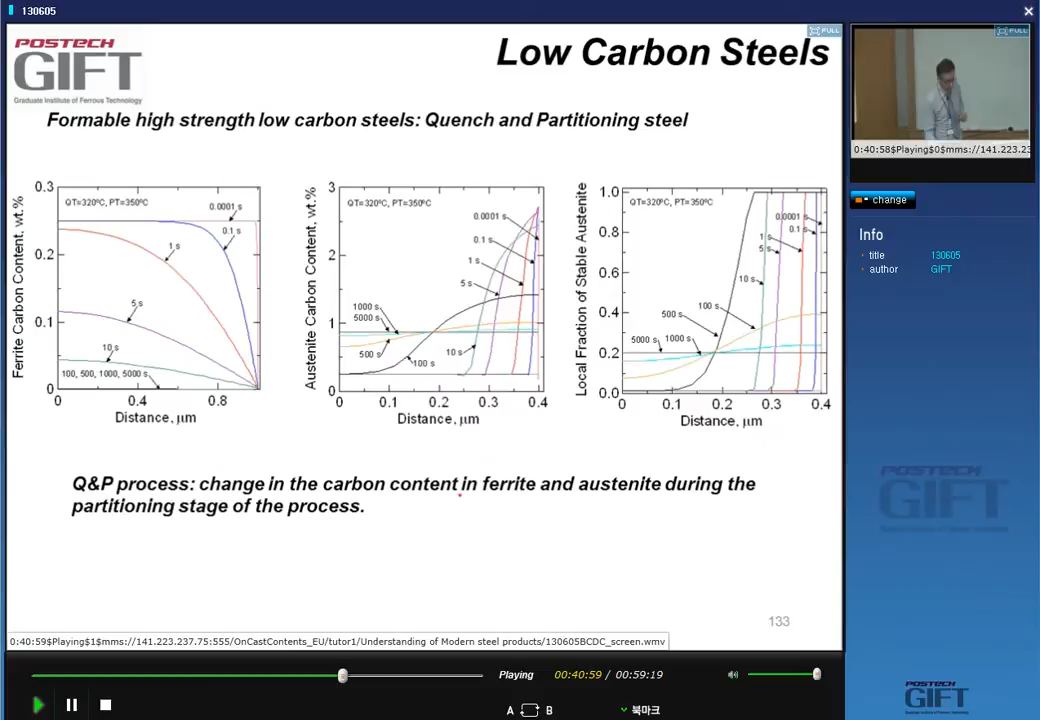 130605
POSTECH
GIFT
Graduate Institute of Ferrous Technology
Low Carbon Steels
FULL
Formable high strength low carbon steels: Quench and Partitioning steel
Ferrite Carbon Content, wt.%
0.3
0.2
0.1
0
QT=320ºC, PT=350ºC
0.0001 s
0.1 s
1 s
5 s
10 s
100, 500, 1000, 5000 s
0
0.4
0.8
Distance, µm
Austenite Carbon Content, wt.%
3
2
1
0
QT=320ºC, PT=350ºC
0.0001 s
0.1 s
1 s
5 s
1000 s
5000 s
500 s
100 s
10 s
0
0.1
0.2
0.3
0.4
Distance, µm
Local Fraction of Stable Austenite
1.0
0.8
0.6
0.4
0.2
0.0
QT=320ºC, PT=350ºC
0.0001 s
0.1 s
1 s
5 s
10 s
100 s
500 s
5000 s
1000 s
0
0.1
0.2
0.3
0.4
Distance, µm
Q&P process: change in the carbon content in ferrite and austenite during the
partitioning stage of the process.
133
0:40:59$Playing$1$mms://141.223.237.75:555/OnCastContents_EU/tutor1/Understanding of Modern steel products/130605BCDC_screen.wmv
Playing
00:40:59 / 00:59:19
A
B
북마크
FULL
0:40:58$Playing$0$mms://141.223.23
change
Info
title
130605
author
GIFT
POSTECH
GIFT
POSTECH
GIFT